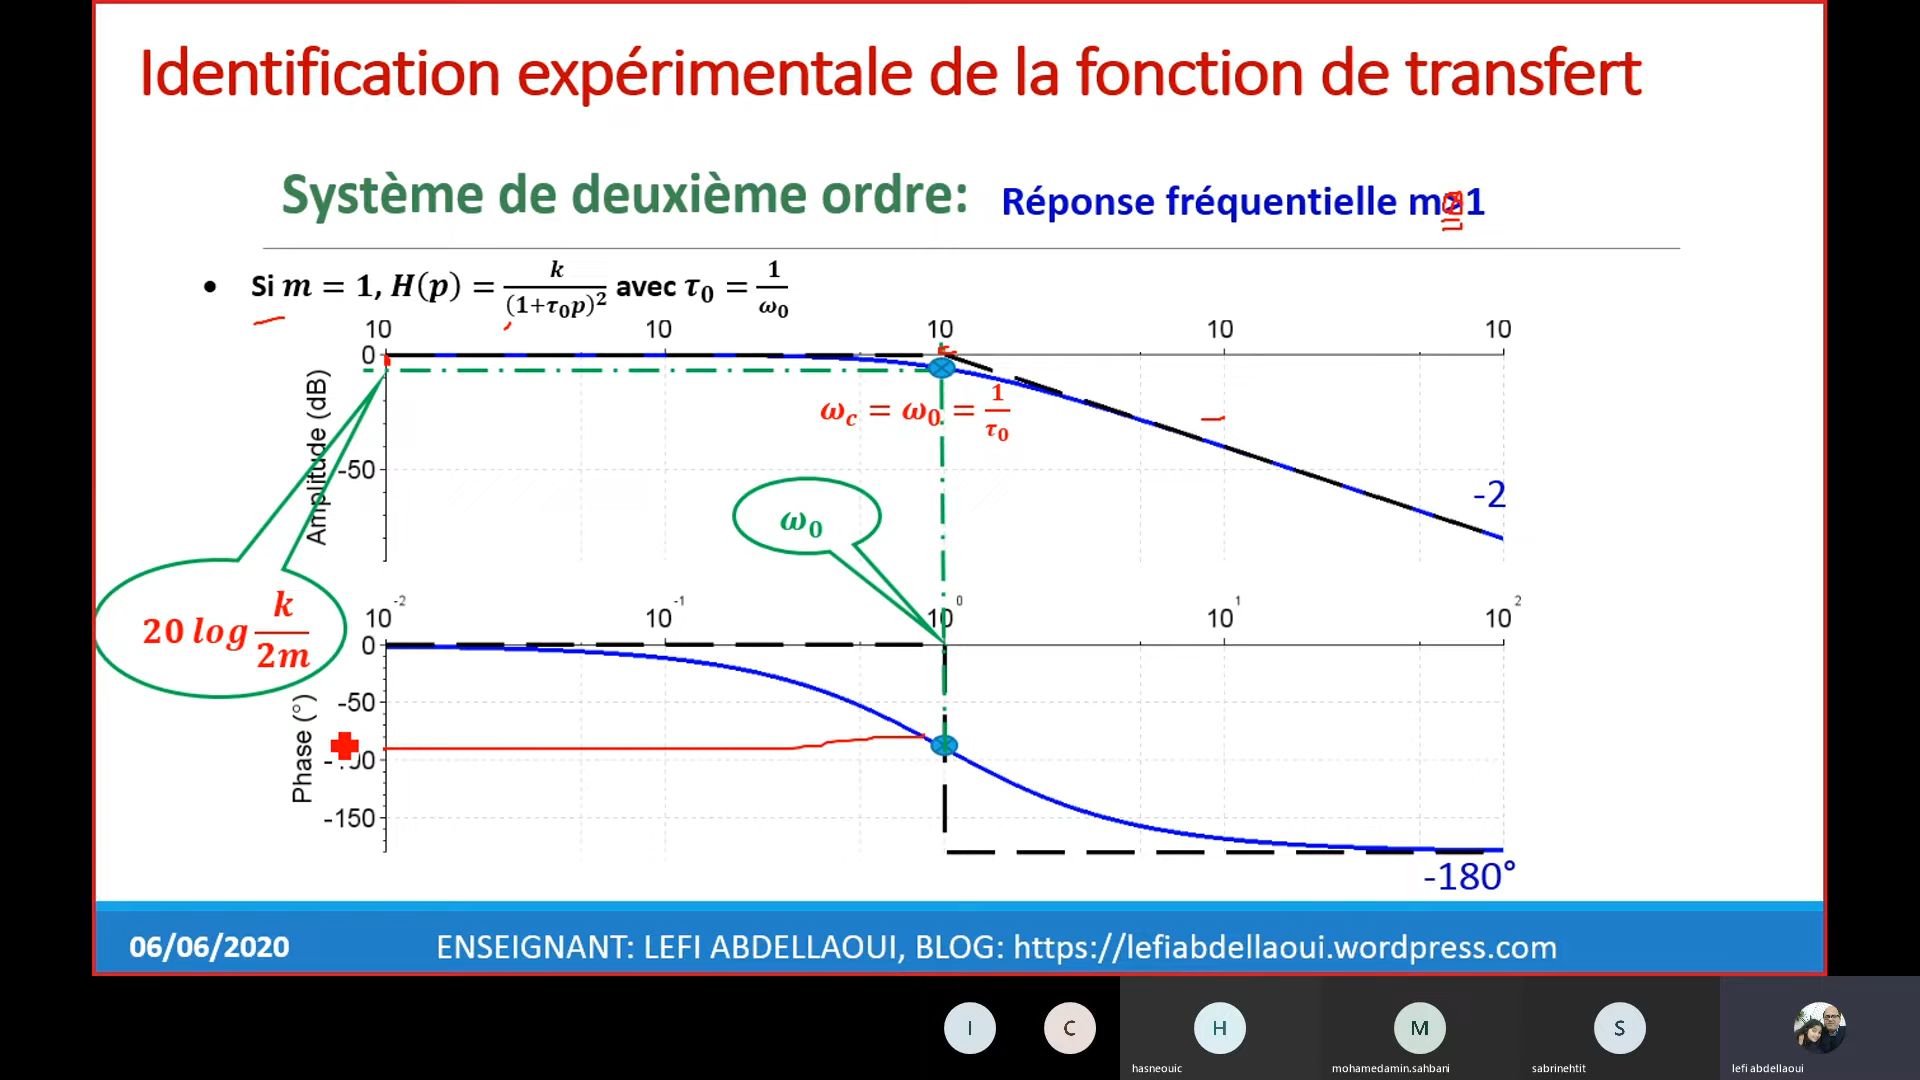 Identification expérimentale de la fonction de transfert
Système de deuxième ordre: Réponse fréquentielle m≥1
• Si m = 1, H(p) = k/(1+τ₀p)² avec τ₀ = 1/ω₀
10 10 10 10 10
0
-50
Amplitude (dB)
ω_c = ω₀ = 1/τ₀
-2
ω₀
20 log k/2m
10⁻² 10⁻¹ 10⁰ 10¹ 10²
0
-50
-150
Phase (°)
-180°
06/06/2020 ENSEIGNANT: LEFI ABDELLAOUI, BLOG: https://lefiabdellaoui.wordpress.com
I C H M S
hasneouic mohamedamin.sahbani sabrinehtit lefi abdellaoui